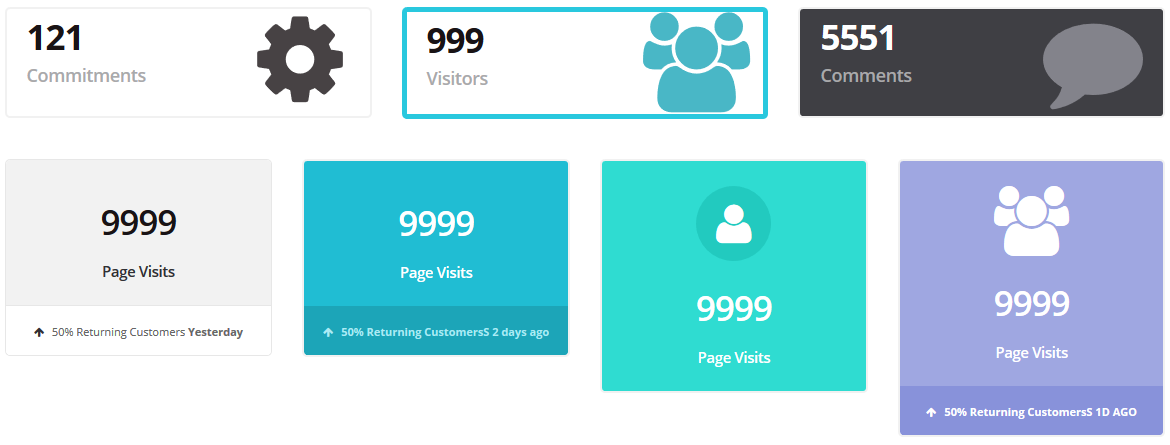 121
Commitments
999
Visitors
5551
Comments
9999
Page Visits
50% Returning Customers Yesterday
9999
Page Visits
50% Returning CustomersS 2 days ago
9999
Page Visits
9999
Page Visits
50% Returning CustomersS 1D AGO